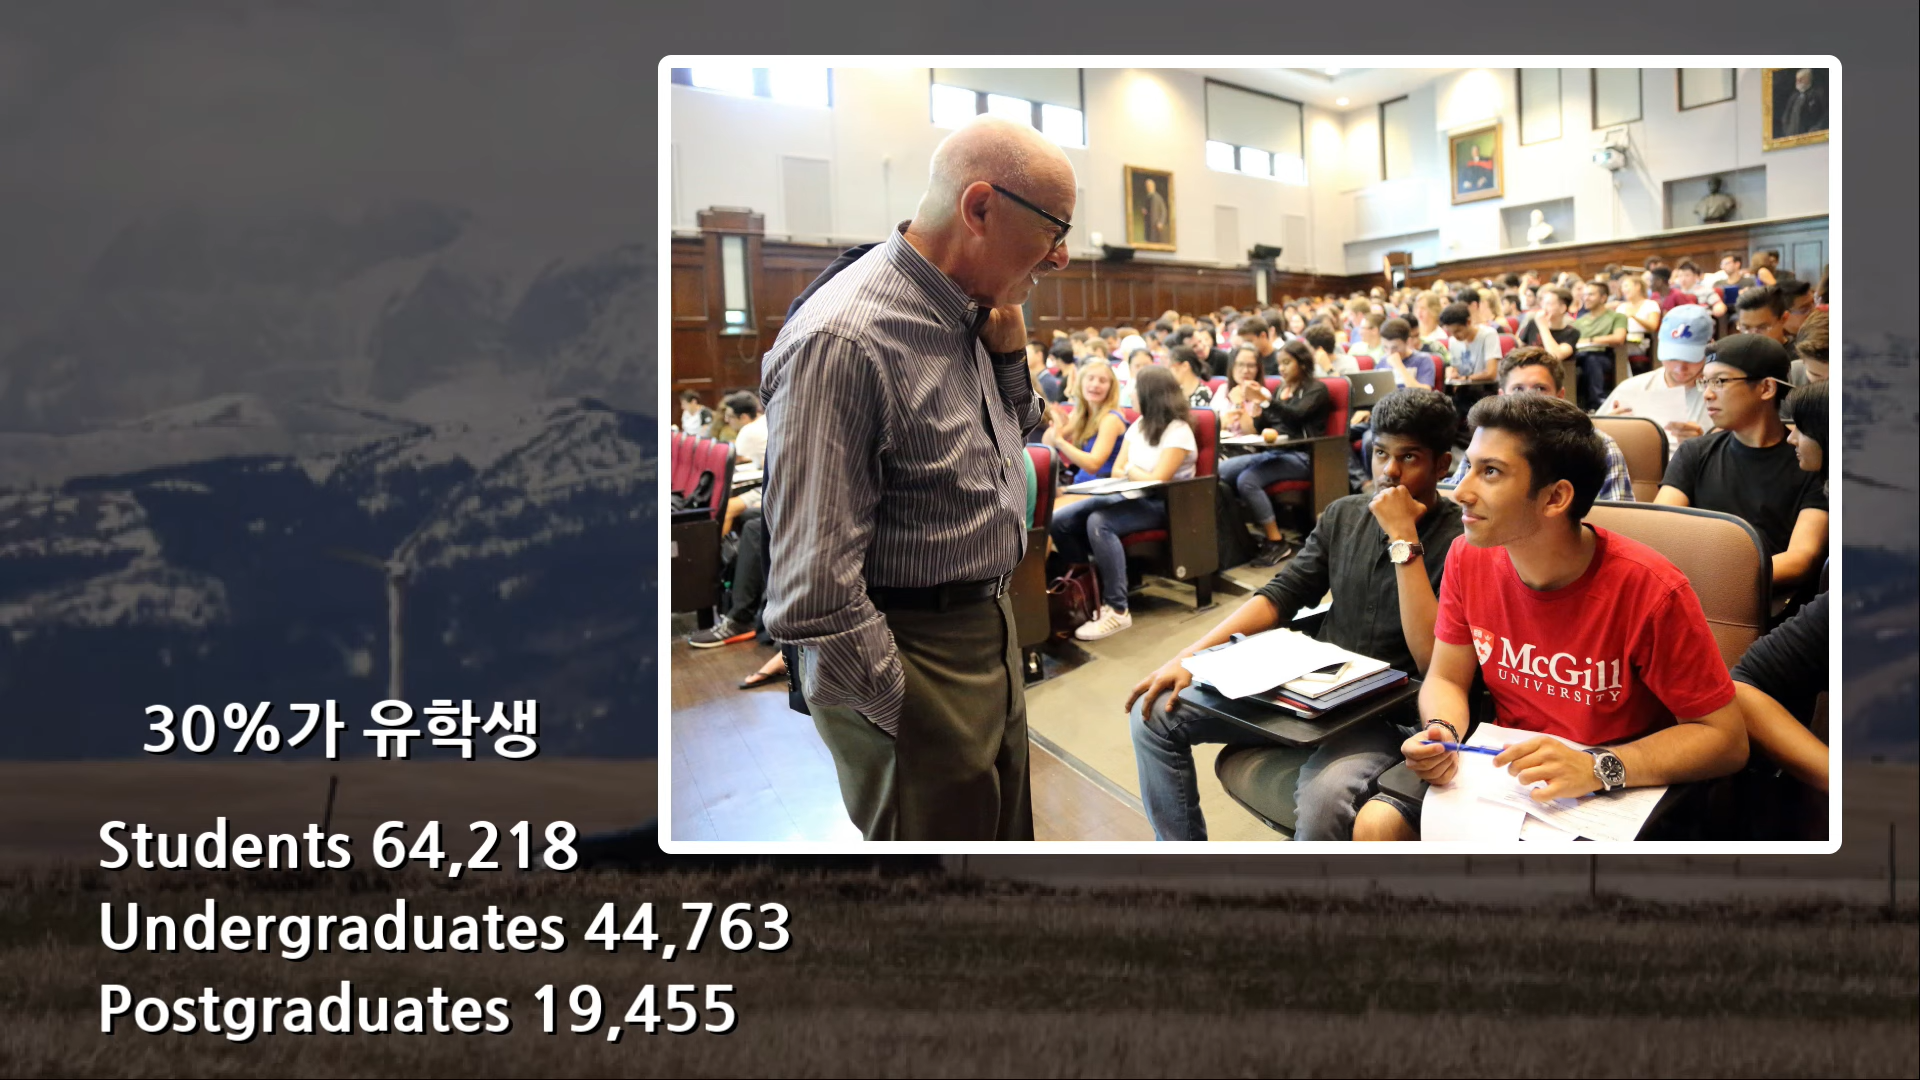 30%가 유학생
Students 64,218
Undergraduates 44,763
Postgraduates 19,455
McGill
UNIVERSITY